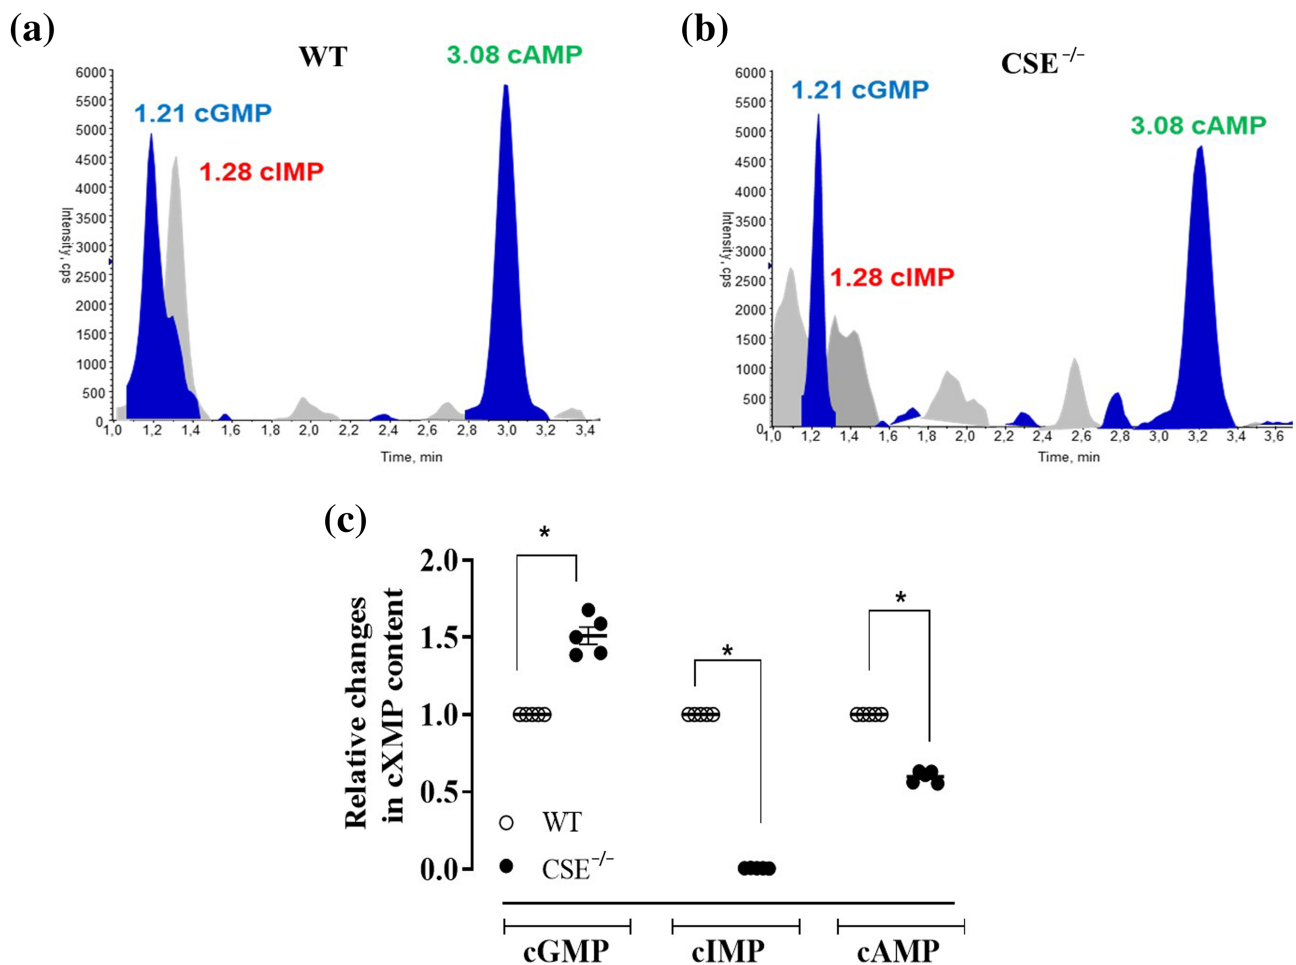 (a)
WT
3.08 cAMP
1.21 cGMP
1.28 cIMP
6000
5500
5000
4500
4000
3500
3000
2500
2000
1500
1000
500
0
Intensity, cps
1,0 1,2 1,4 1,6 1,8 2,0 2,2 2,4 2,6 2,8 3,0 3,2 3,4
Time, min
(b)
CSE −/−
1.21 cGMP
3.08 cAMP
1.28 cIMP
6000
5500
5000
4500
4000
3500
3000
2500
2000
1500
1000
500
0
Intensity, cps
1,0 1,2 1,4 1,6 1,8 2,0 2,2 2,4 2,6 2,8 3,0 3,2 3,4 3,6
Time, min
(c)
Relative changes
in cXMP content
2.0
1.5
1.0
0.5
0.0
*
*
*
WT
CSE−/−
cGMP cIMP cAMP